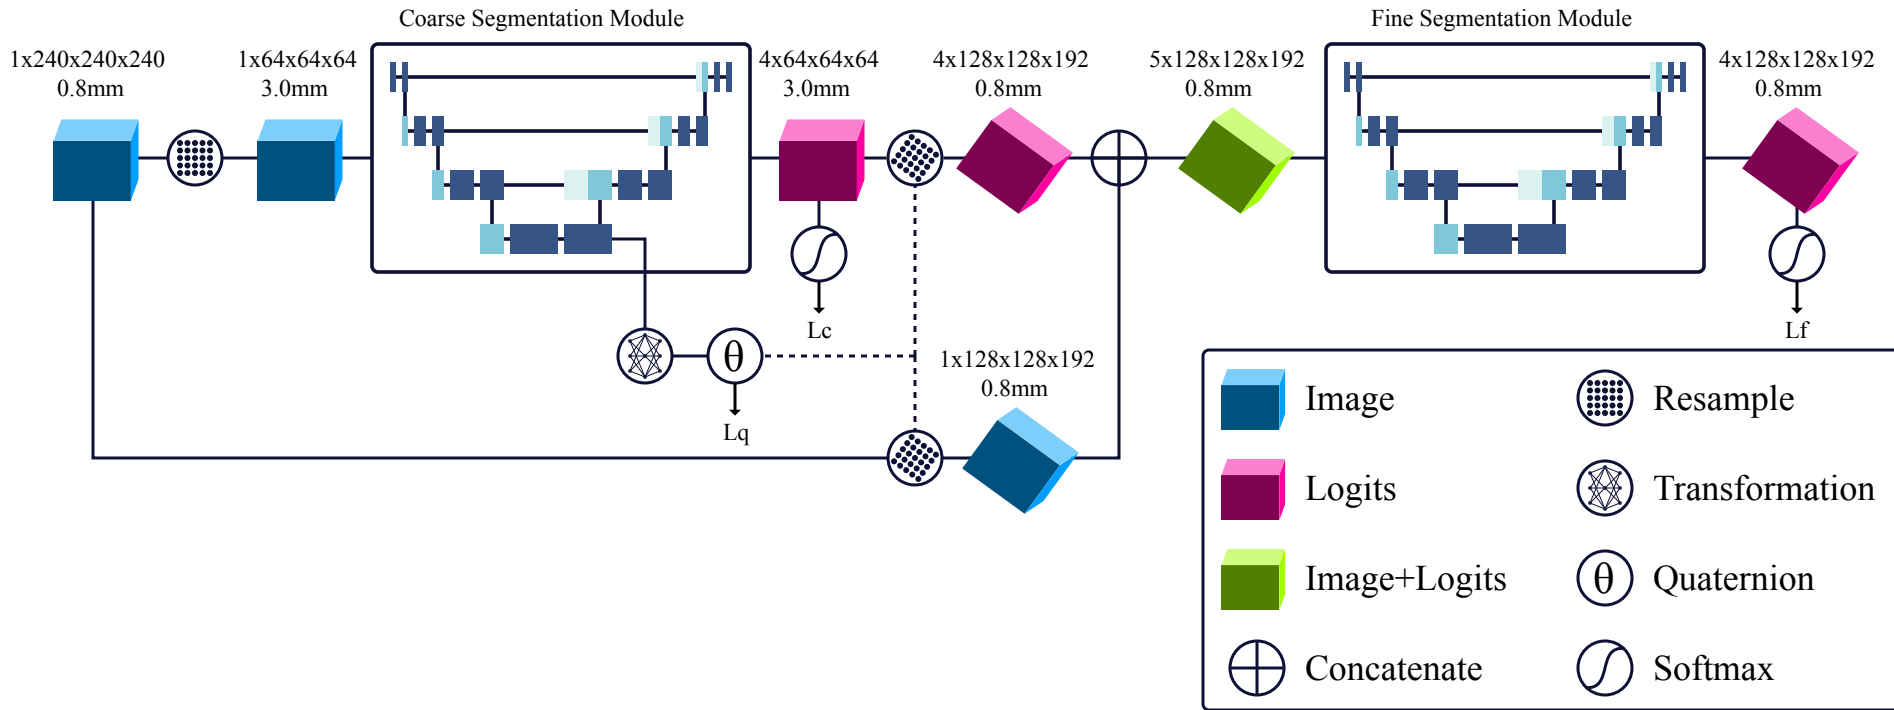 Coarse Segmentation Module
Fine Segmentation Module
1x240x240x240
0.8mm
1x64x64x64
3.0mm
4x64x64x64
3.0mm
4x128x128x192
0.8mm
5x128x128x192
0.8mm
4x128x128x192
0.8mm
Lc
Lf
θ
Lq
1x128x128x192
0.8mm
Image
Resample
Logits
Transformation
Image+Logits
θ
Quaternion
Concatenate
Softmax